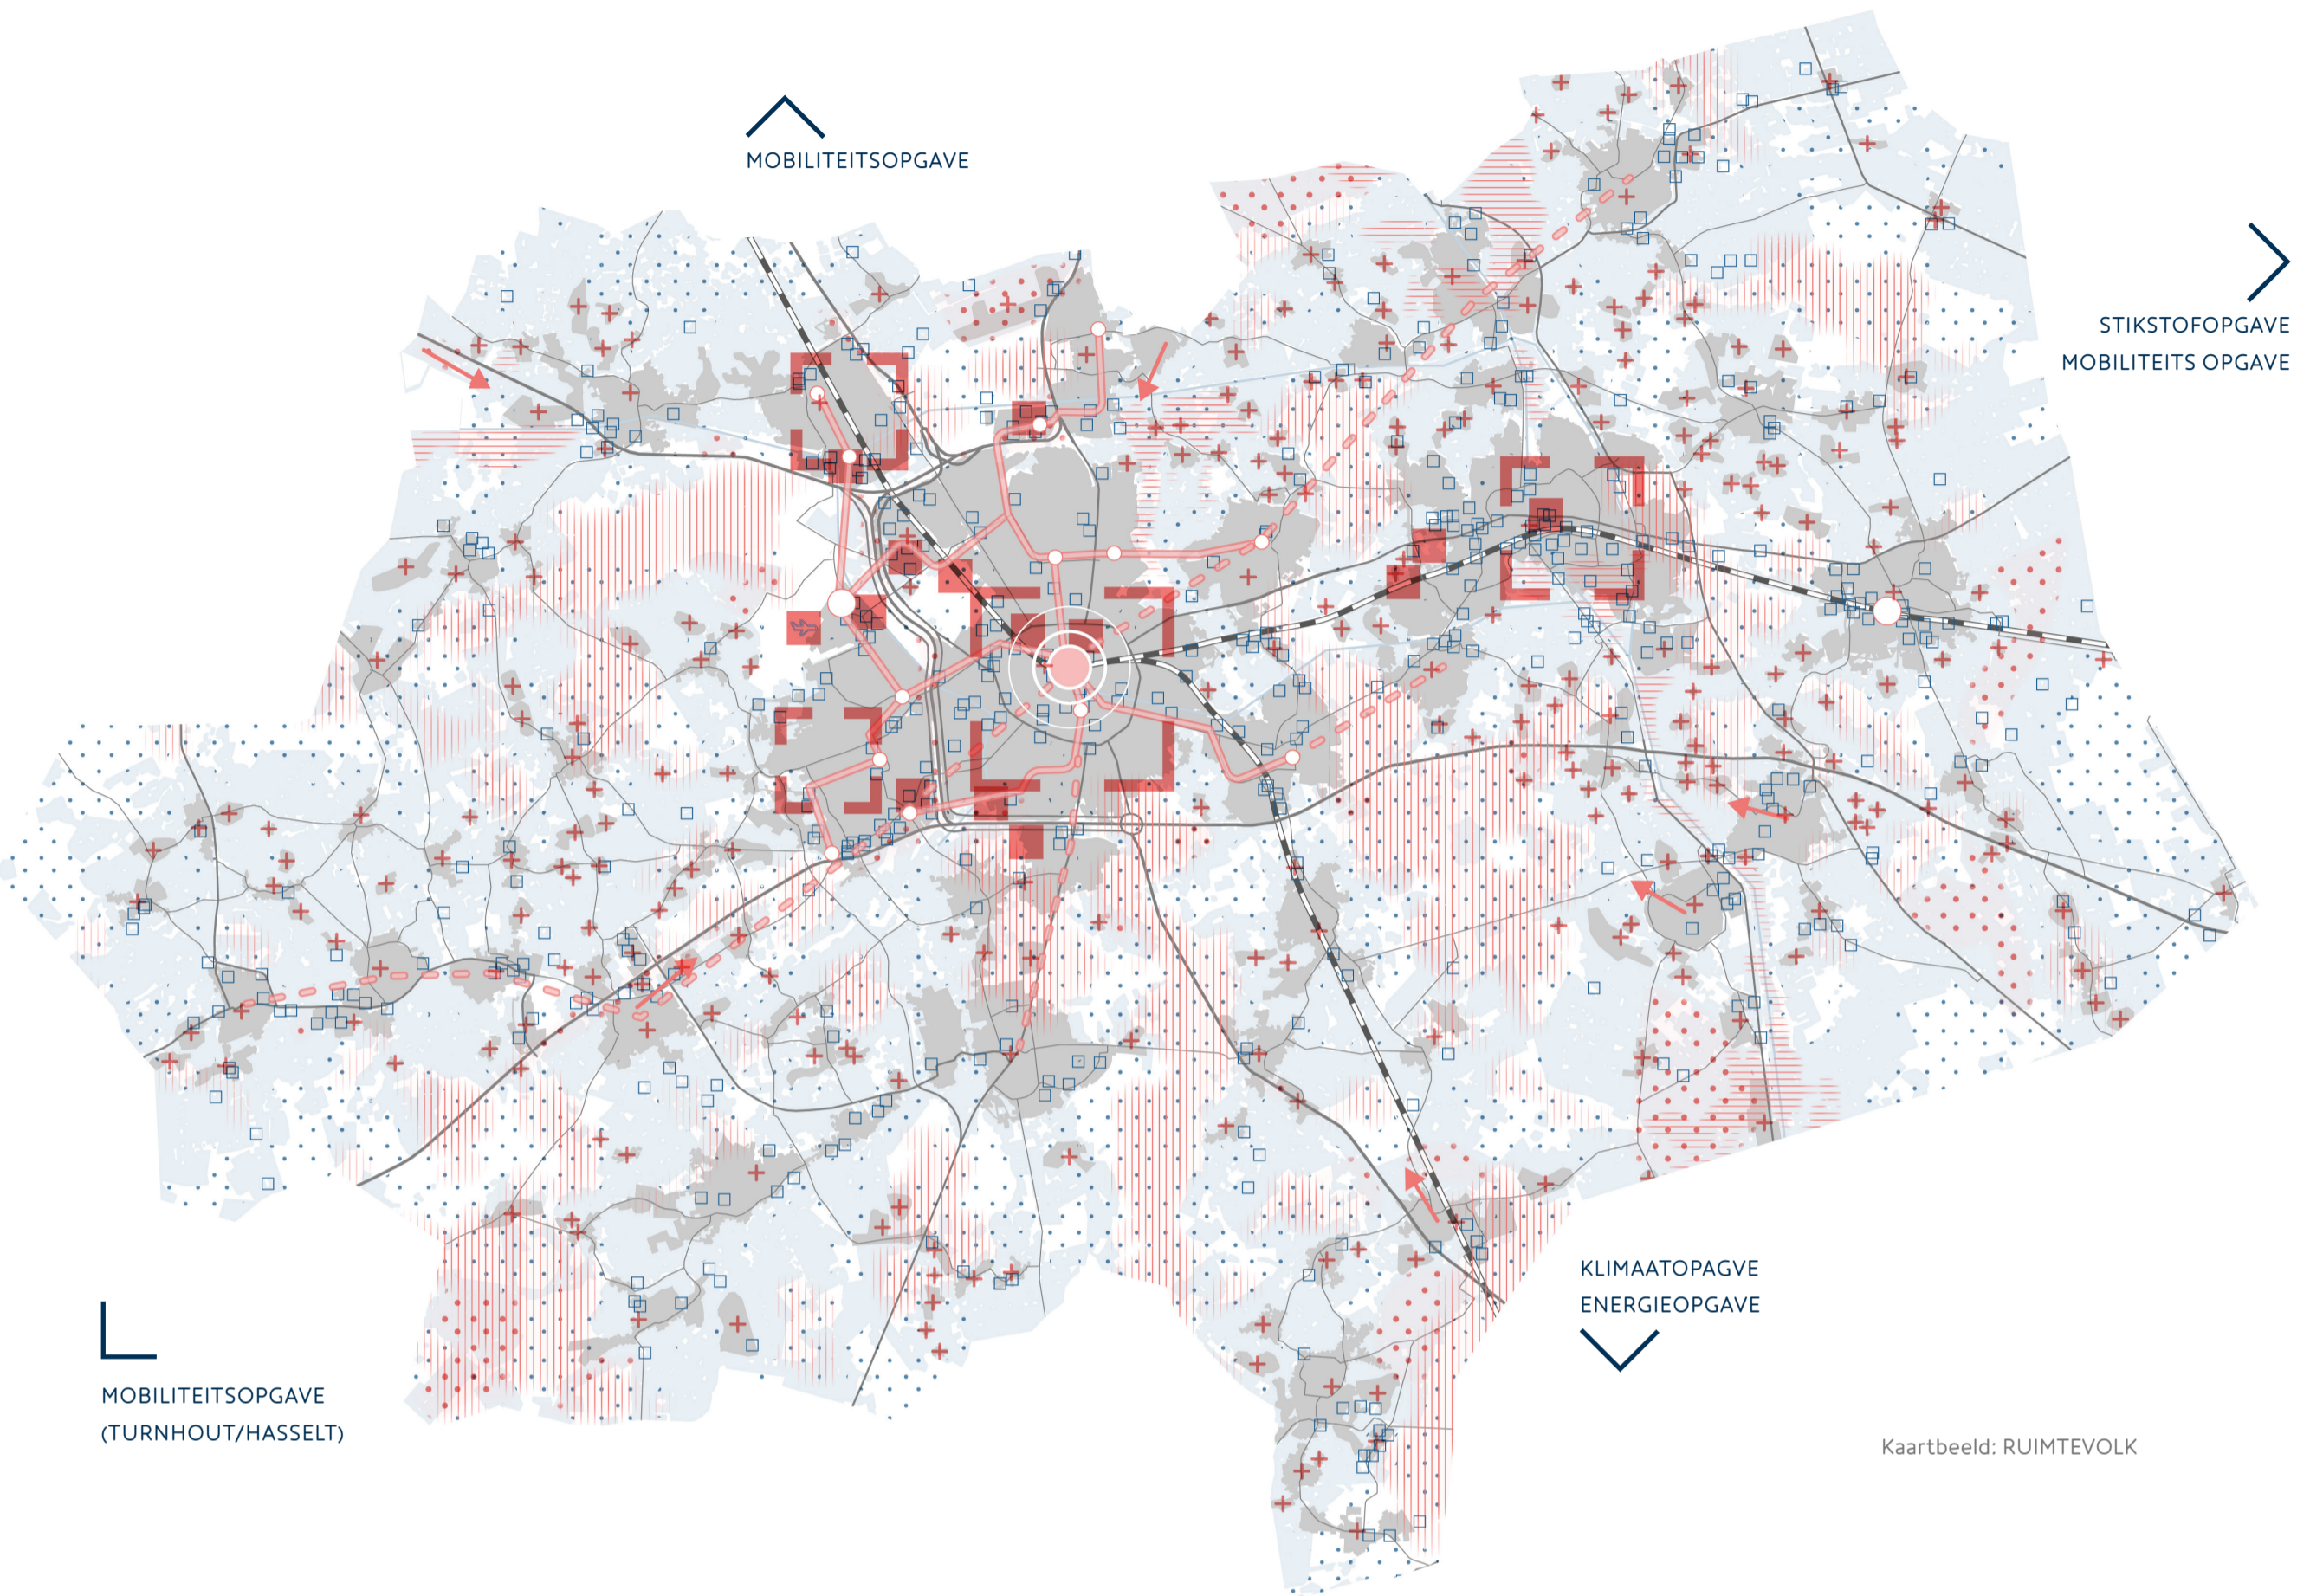 MOBILITEITSOPGAVE
STIKSTOFOPGAVE
MOBILITEITS OPGAVE
KLIMAATOPAGVE
ENERGIEOPGAVE
MOBILITEITSOPGAVE
(TURNHOUT/HASSELT)
Kaartbeeld: RUIMTEVOLK